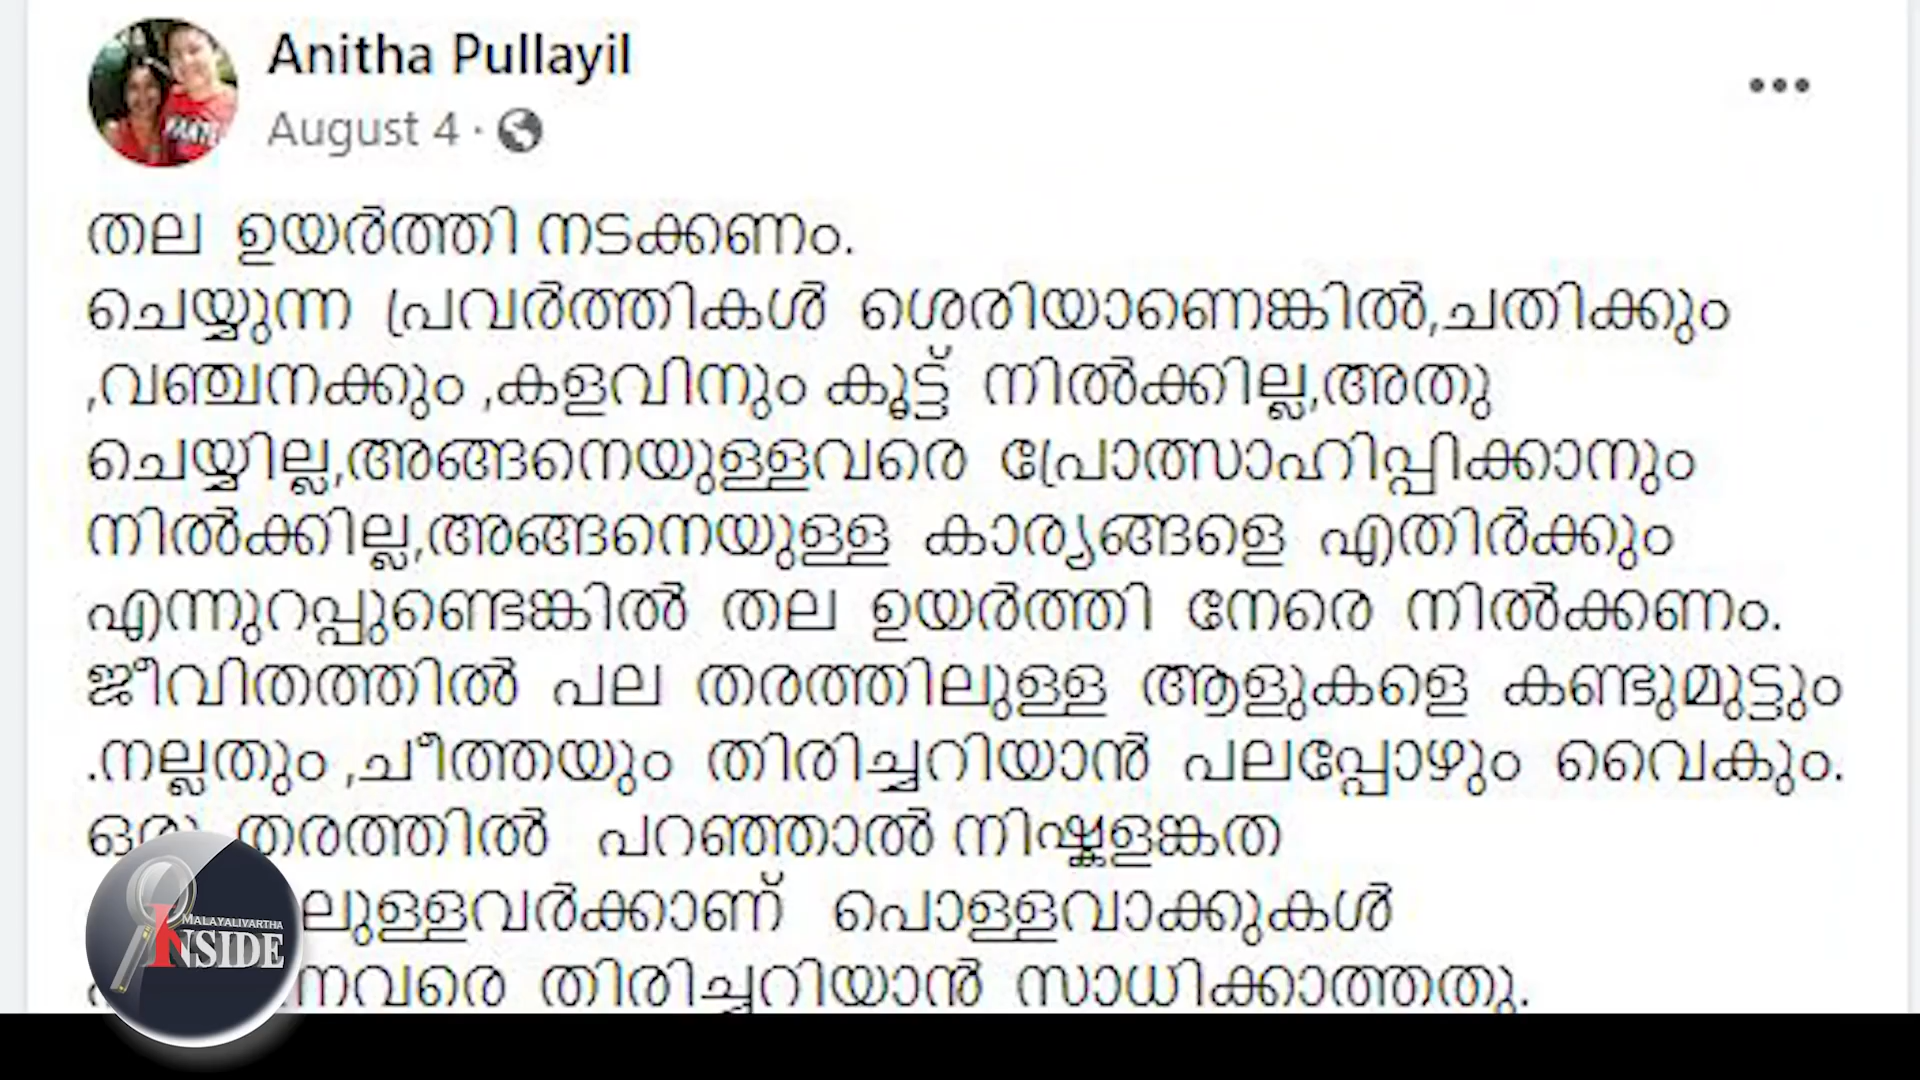 Anitha Pullayil
August 4 ·
തല ഉയർത്തി നടക്കണം.
ചെയ്യുന്ന പ്രവർത്തികൾ ശെരിയാണെങ്കിൽ,ചതിക്കും
,വഞ്ചനക്കും ,കളവിനും കൂട്ട് നിൽക്കില്ല,അതു
ചെയ്യില്ല,അങ്ങനെയുള്ളവരെ പ്രോത്സാഹിപ്പിക്കാനും
നിൽക്കില്ല,അങ്ങനെയുള്ള കാര്യങ്ങളെ എതിർക്കും
എന്നുറപ്പുണ്ടെങ്കിൽ തല ഉയർത്തി നേരെ നിൽക്കണം.
ജീവിതത്തിൽ പല തരത്തിലുള്ള ആളുകളെ കണ്ടുമുട്ടും
.നല്ലതും ,ചീത്തയും തിരിച്ചറിയാൻ പലപ്പോഴും വൈകും.
ഒരു തരത്തിൽ പറഞ്ഞാൽ നിഷ്കളങ്കത
പൊള്ളവാക്കുകൾ
തിരിച്ചറിയാൻ സാധിക്കാത്തതു.
MALAYALIVARTHA
INSIDE